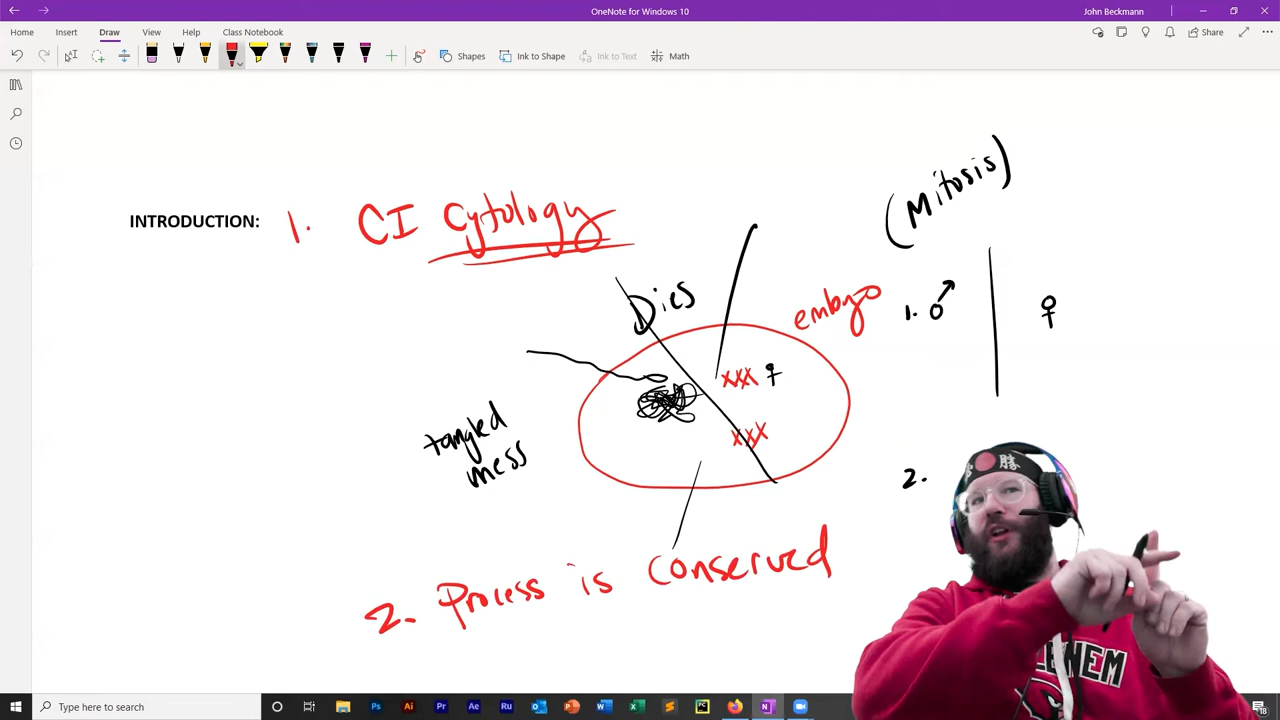 OneNote for Windows 10
John Beckmann
Home Insert Draw View Help Class Notebook
Share
Shapes Ink to Shape Ink to Text Math
(Mitosis)
INTRODUCTION: 1. CI Cytology
Dies
embryo
1. ♂ ♀
xxx ♀
tangled
mess
xxx
2.
勝
2. Process is conserved
Type here to search